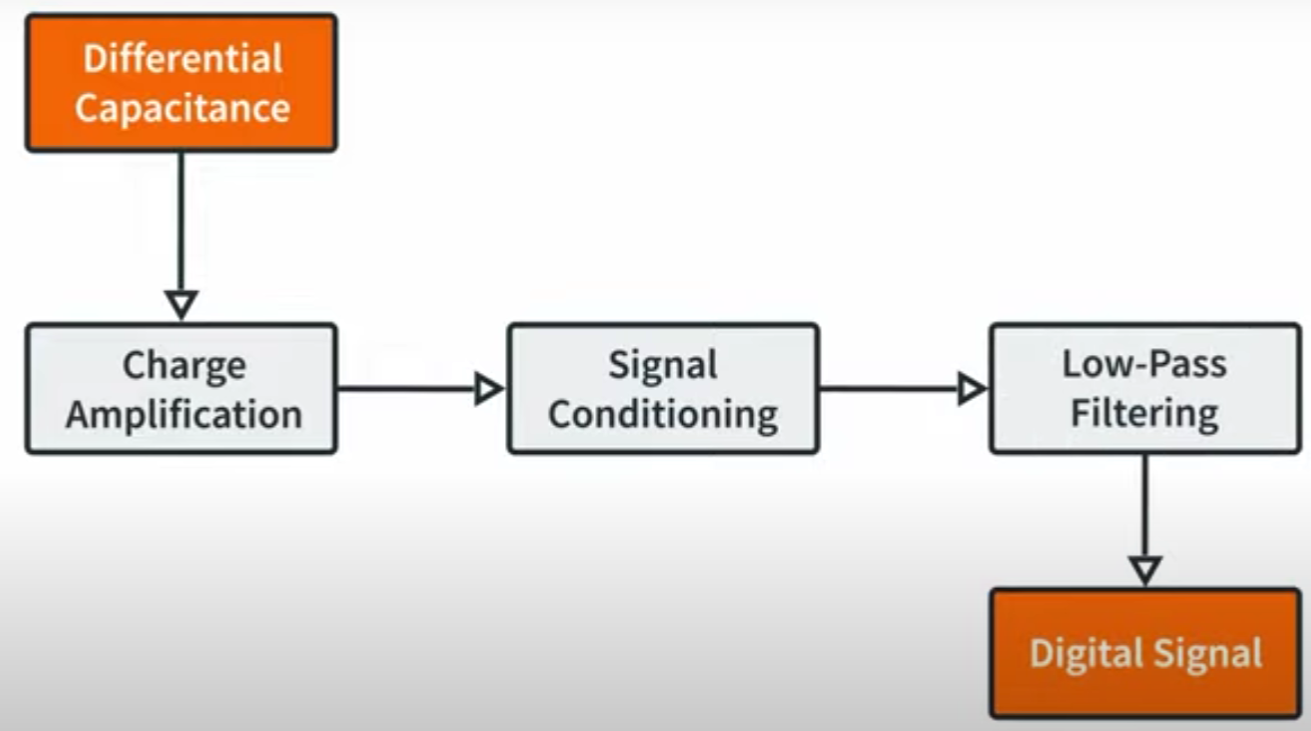 Differential
Capacitance
Charge
Amplification
Signal
Conditioning
Low-Pass
Filtering
Digital Signal